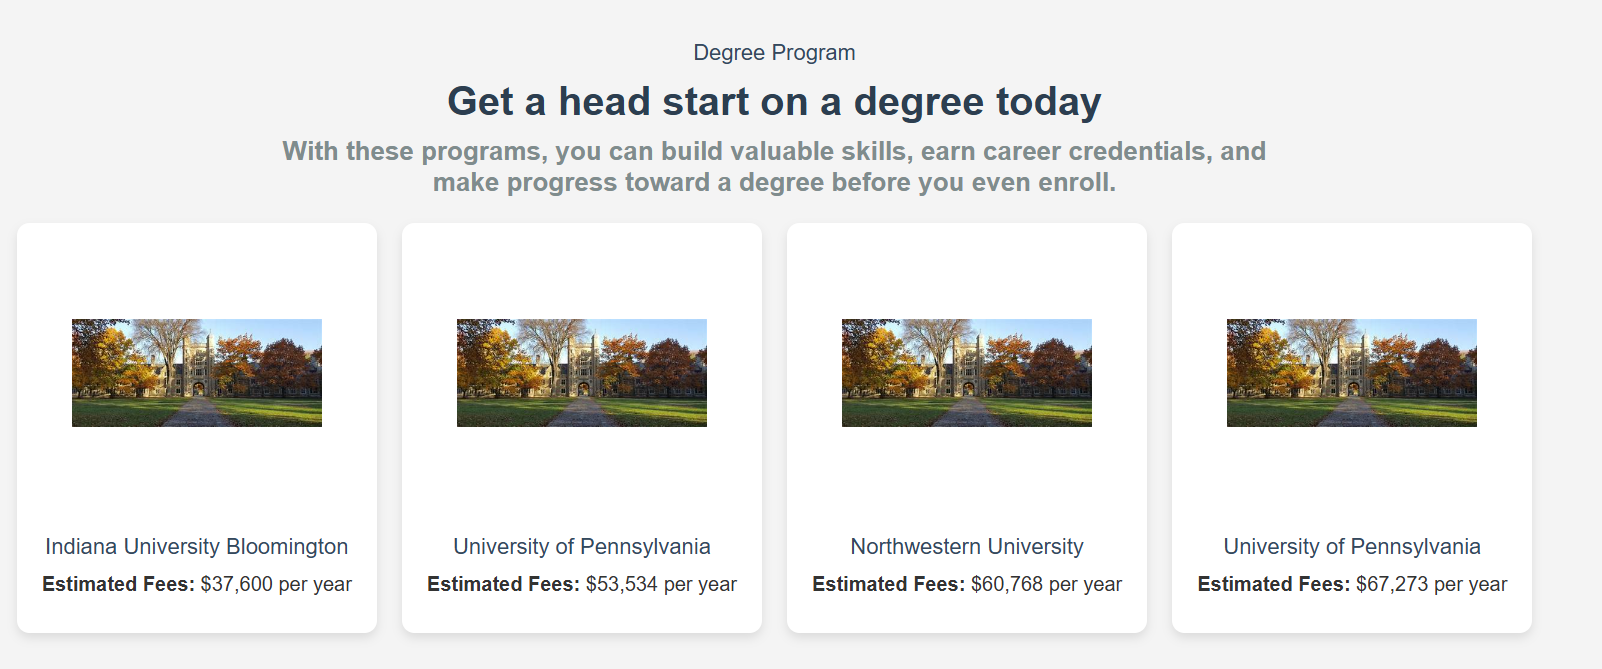 Degree Program
Get a head start on a degree today
With these programs, you can build valuable skills, earn career credentials, and
make progress toward a degree before you even enroll.
Indiana University Bloomington
Estimated Fees: $37,600 per year
University of Pennsylvania
Estimated Fees: $53,534 per year
Northwestern University
Estimated Fees: $60,768 per year
University of Pennsylvania
Estimated Fees: $67,273 per year